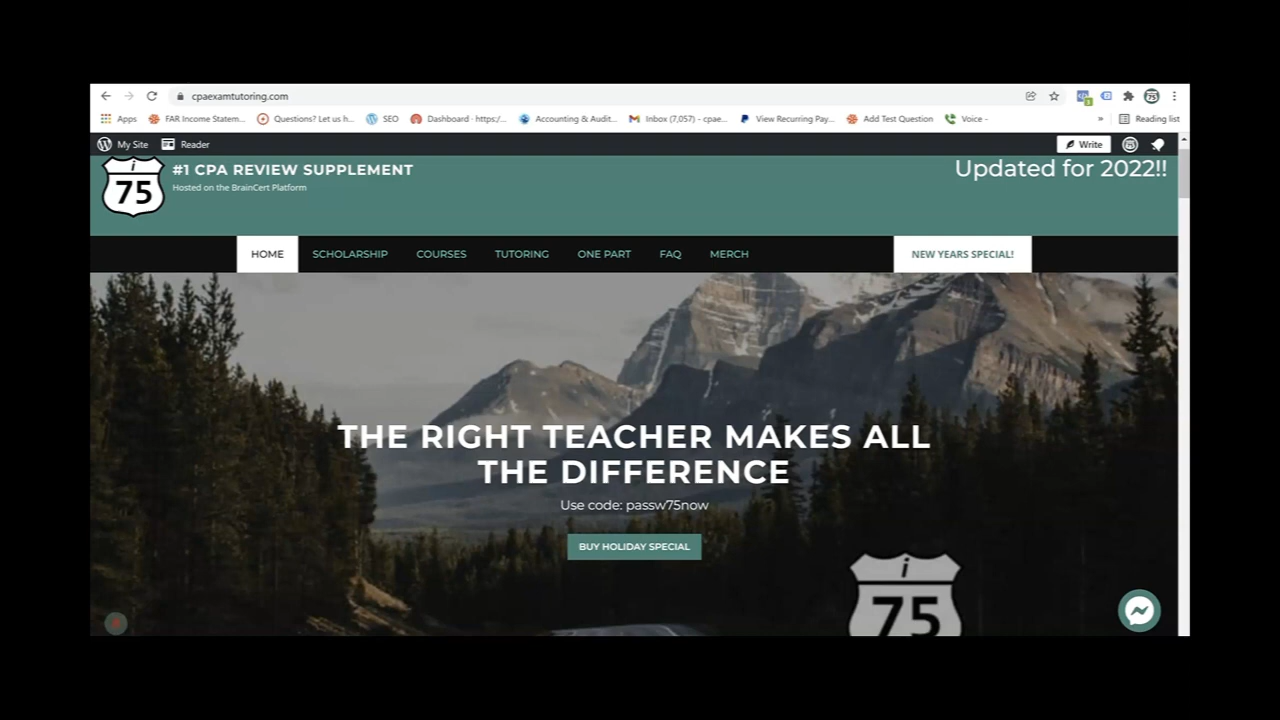 cpaexamtutoring.com
Apps FAR Income Statem... Questions? Let us h... SEO Dashboard · https:/... Accounting & Audit... Inbox (7,057) - cpae... View Recurring Pay... Add Test Question Voice - » Reading list
My Site Reader Write
i
75
#1 CPA REVIEW SUPPLEMENT
Hosted on the BrainCert Platform
Updated for 2022!!
HOME SCHOLARSHIP COURSES TUTORING ONE PART FAQ MERCH NEW YEARS SPECIAL!
THE RIGHT TEACHER MAKES ALL
THE DIFFERENCE
Use code: passw75now
BUY HOLIDAY SPECIAL
i
75